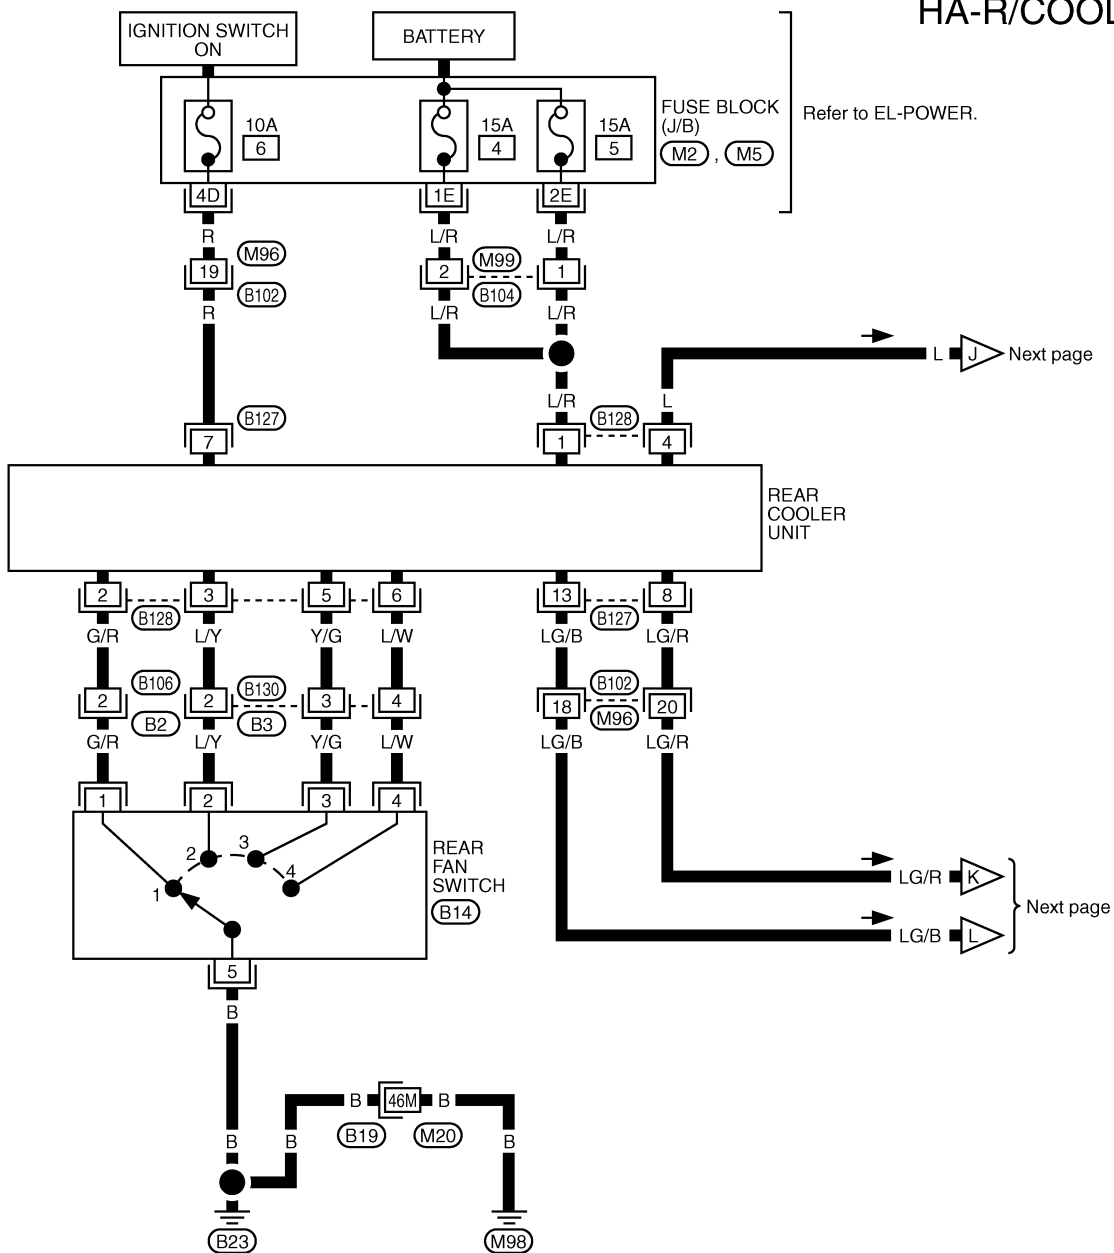 HA-R/COOL
IGNITION SWITCH
ON
BATTERY
FUSE BLOCK
(J/B)
Refer to EL-POWER.
10A
6
15A
4
15A
5
M2 , M5
4D
1E
2E
R
L/R
L/R
M96
M99
19
2
1
B102
B104
R
L/R
L/R
L
J
Next page
L/R
L
B127
B128
7
1
4
REAR
COOLER
UNIT
2
3
5
6
13
8
B128
B127
G/R
L/Y
Y/G
L/W
LG/B
LG/R
B106
B130
B102
2
2
3
4
18
20
B2
B3
M96
G/R
L/Y
Y/G
L/W
LG/B
LG/R
1
2
3
4
1
2
3
4
REAR
FAN
SWITCH
B14
LG/R
K
Next page
LG/B
L
5
B
B
46M
B
B19
M20
B
B
B
B23
M98